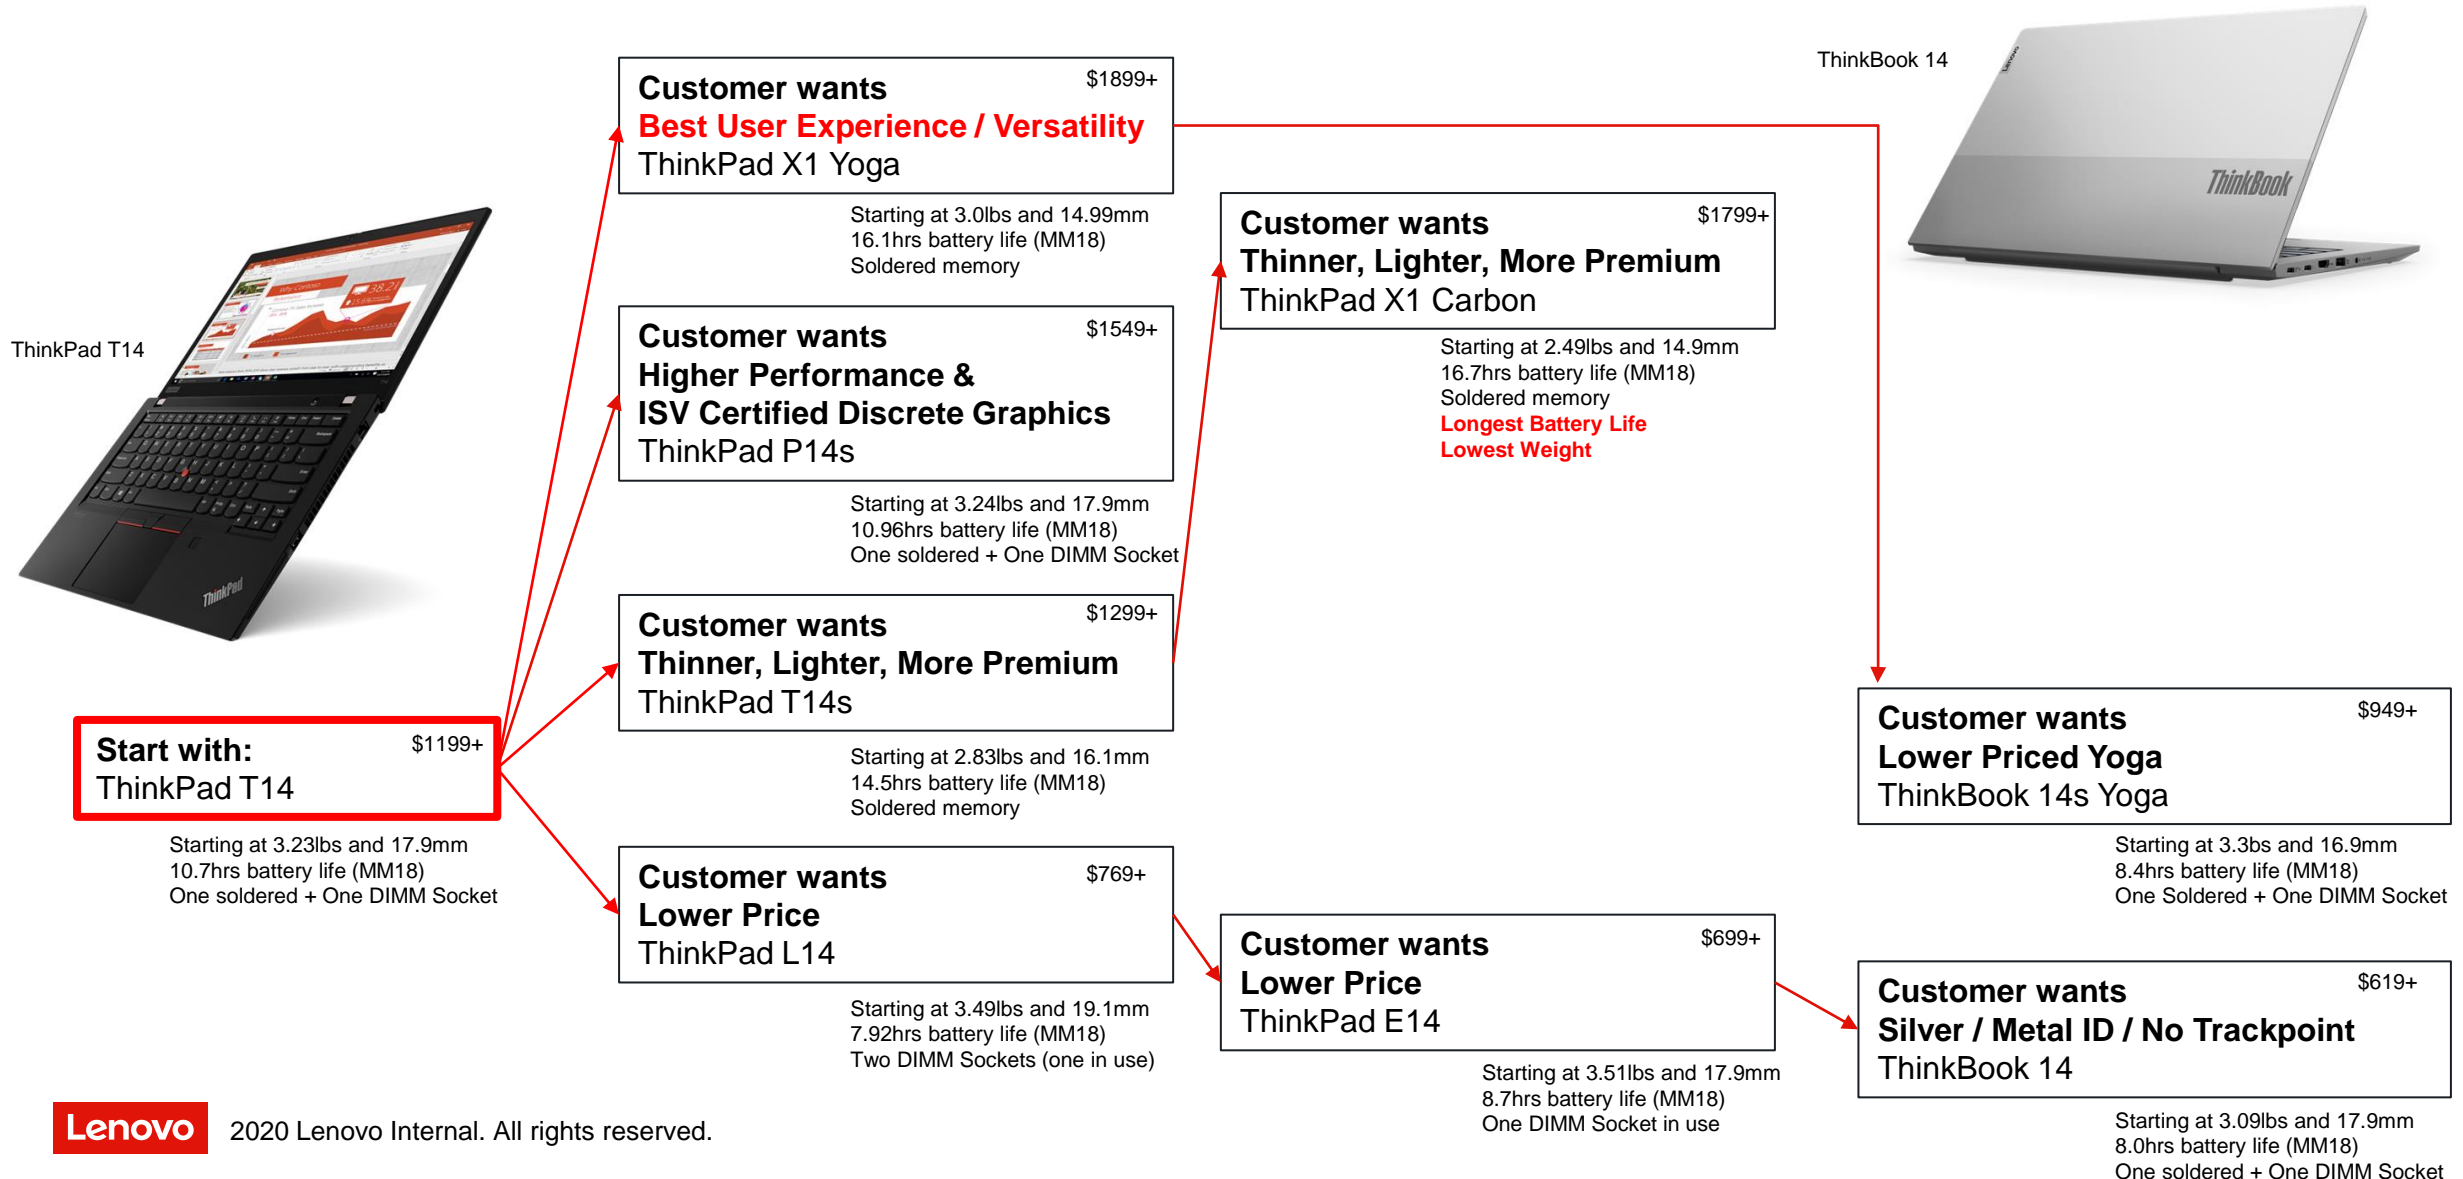 ThinkBook 14
Lenovo
ThinkBook
Customer wants $1899+
Best User Experience / Versatility
ThinkPad X1 Yoga
Starting at 3.0lbs and 14.99mm
16.1hrs battery life (MM18)
Soldered memory
Customer wants $1799+
Thinner, Lighter, More Premium
ThinkPad X1 Carbon
Starting at 2.49lbs and 14.9mm
16.7hrs battery life (MM18)
Soldered memory
Longest Battery Life
Lowest Weight
ThinkPad T14
Why Contoso
38.21
ThinkPad
Customer wants $1549+
Higher Performance &
ISV Certified Discrete Graphics
ThinkPad P14s
Starting at 3.24lbs and 17.9mm
10.96hrs battery life (MM18)
One soldered + One DIMM Socket
Customer wants $1299+
Thinner, Lighter, More Premium
ThinkPad T14s
Starting at 2.83lbs and 16.1mm
14.5hrs battery life (MM18)
Soldered memory
Start with: $1199+
ThinkPad T14
Starting at 3.23lbs and 17.9mm
10.7hrs battery life (MM18)
One soldered + One DIMM Socket
Customer wants $949+
Lower Priced Yoga
ThinkBook 14s Yoga
Starting at 3.3bs and 16.9mm
8.4hrs battery life (MM18)
One Soldered + One DIMM Socket
Customer wants $769+
Lower Price
ThinkPad L14
Starting at 3.49lbs and 19.1mm
7.92hrs battery life (MM18)
Two DIMM Sockets (one in use)
Customer wants $699+
Lower Price
ThinkPad E14
Starting at 3.51lbs and 17.9mm
8.7hrs battery life (MM18)
One DIMM Socket in use
Customer wants $619+
Silver / Metal ID / No Trackpoint
ThinkBook 14
Starting at 3.09lbs and 17.9mm
8.0hrs battery life (MM18)
One soldered + One DIMM Socket
Lenovo
2020 Lenovo Internal. All rights reserved.